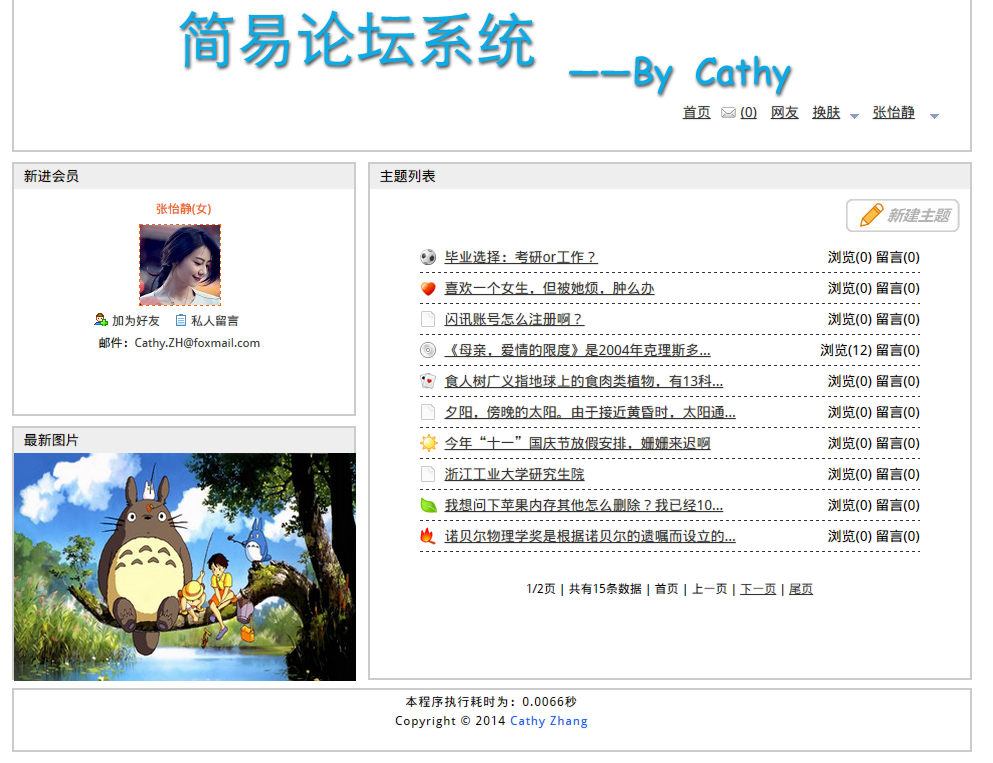 简易论坛系统
——By Cathy
首页 (0) 网友 换肤 张怡静
新进会员
张怡静(女)
加为好友 私人留言
邮件：Cathy.ZH@foxmail.com
最新图片
主题列表
新建主题
毕业选择：考研or工作？ 浏览(0) 留言(0)
喜欢一个女生，但被她烦，肿么办 浏览(0) 留言(0)
闪讯账号怎么注册啊？ 浏览(0) 留言(0)
《母亲，爱情的限度》是2004年克理斯多... 浏览(12) 留言(0)
食人树广义指地球上的食肉类植物，有13科... 浏览(0) 留言(0)
夕阳，傍晚的太阳。由于接近黄昏时，太阳通... 浏览(0) 留言(0)
今年“十一”国庆节放假安排，姗姗来迟啊 浏览(0) 留言(0)
浙江工业大学研究生院 浏览(0) 留言(0)
我想问下苹果内存其他怎么删除？我已经10... 浏览(0) 留言(0)
诺贝尔物理学奖是根据诺贝尔的遗嘱而设立的... 浏览(0) 留言(0)
1/2页 | 共有15条数据 | 首页 | 上一页 | 下一页 | 尾页
本程序执行耗时为：0.0066秒
Copyright © 2014 Cathy Zhang